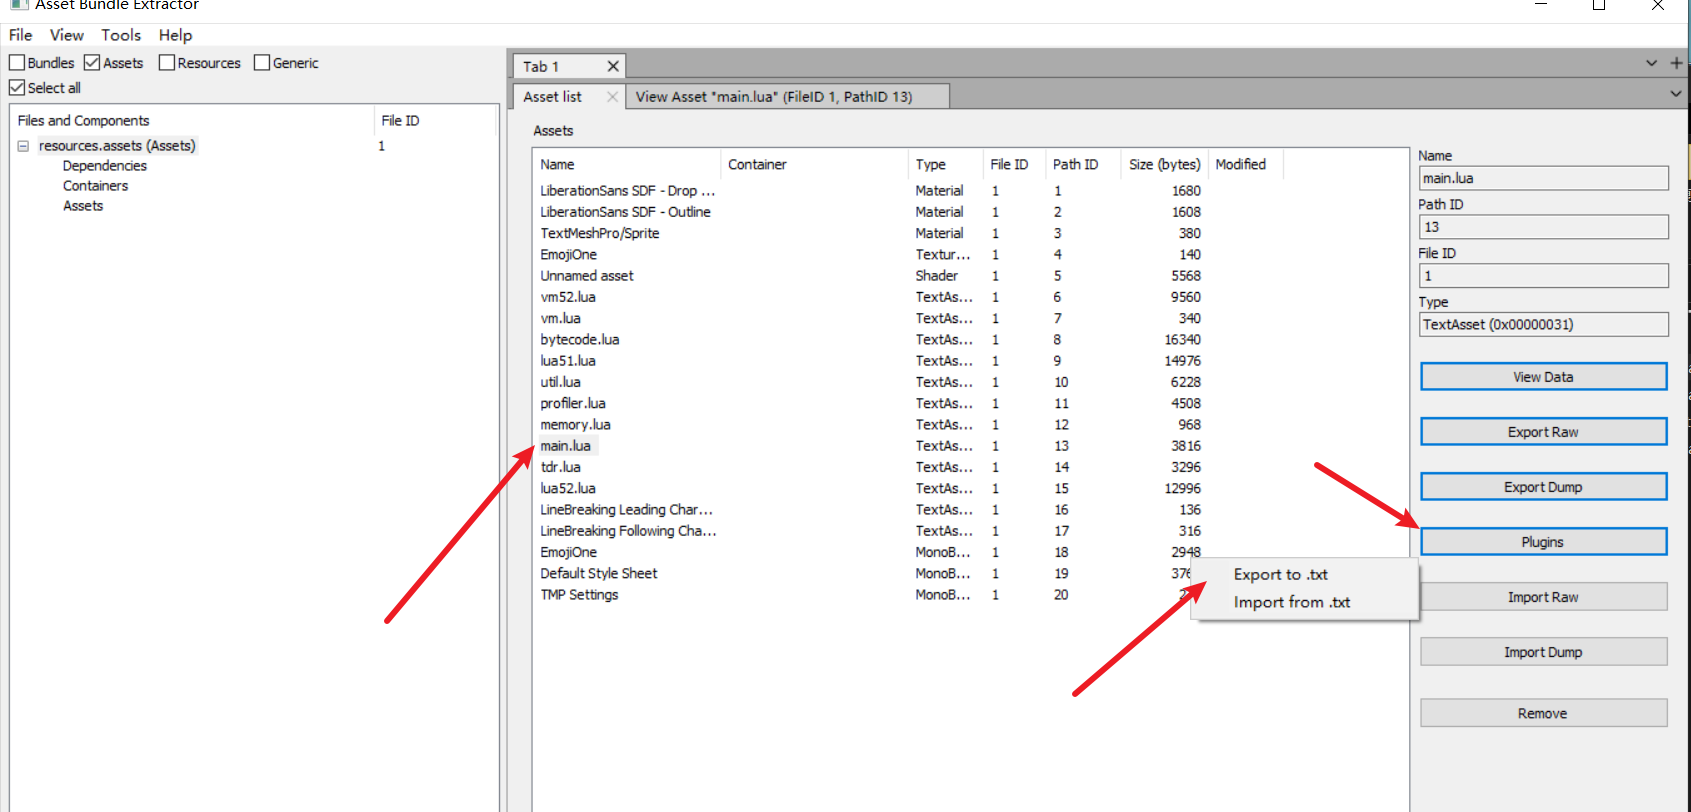 Asset Bundle Extractor
File View Tools Help
Bundles Assets Resources Generic
Select all
Files and Components File ID
resources.assets (Assets) 1
Dependencies
Containers
Assets
Tab 1
Asset list View Asset "main.lua" (FileID 1, PathID 13)
Assets
Name Container Type File ID Path ID Size (bytes) Modified
LiberationSans SDF - Drop ... Material 1 1 1680
LiberationSans SDF - Outline Material 1 2 1608
TextMeshPro/Sprite Material 1 3 380
EmojiOne Textur... 1 4 140
Unnamed asset Shader 1 5 5568
vm52.lua TextAs... 1 6 9560
vm.lua TextAs... 1 7 340
bytecode.lua TextAs... 1 8 16340
lua51.lua TextAs... 1 9 14976
util.lua TextAs... 1 10 6228
profiler.lua TextAs... 1 11 4508
memory.lua TextAs... 1 12 968
main.lua TextAs... 1 13 3816
tdr.lua TextAs... 1 14 3296
lua52.lua TextAs... 1 15 12996
LineBreaking Leading Char... TextAs... 1 16 136
LineBreaking Following Cha... TextAs... 1 17 316
EmojiOne MonoB... 1 18 2948
Default Style Sheet MonoB... 1 19
TMP Settings MonoB... 1 20
Export to .txt
Import from .txt
Name
main.lua
Path ID
13
File ID
1
Type
TextAsset (0x00000031)
View Data
Export Raw
Export Dump
Plugins
Import Raw
Import Dump
Remove